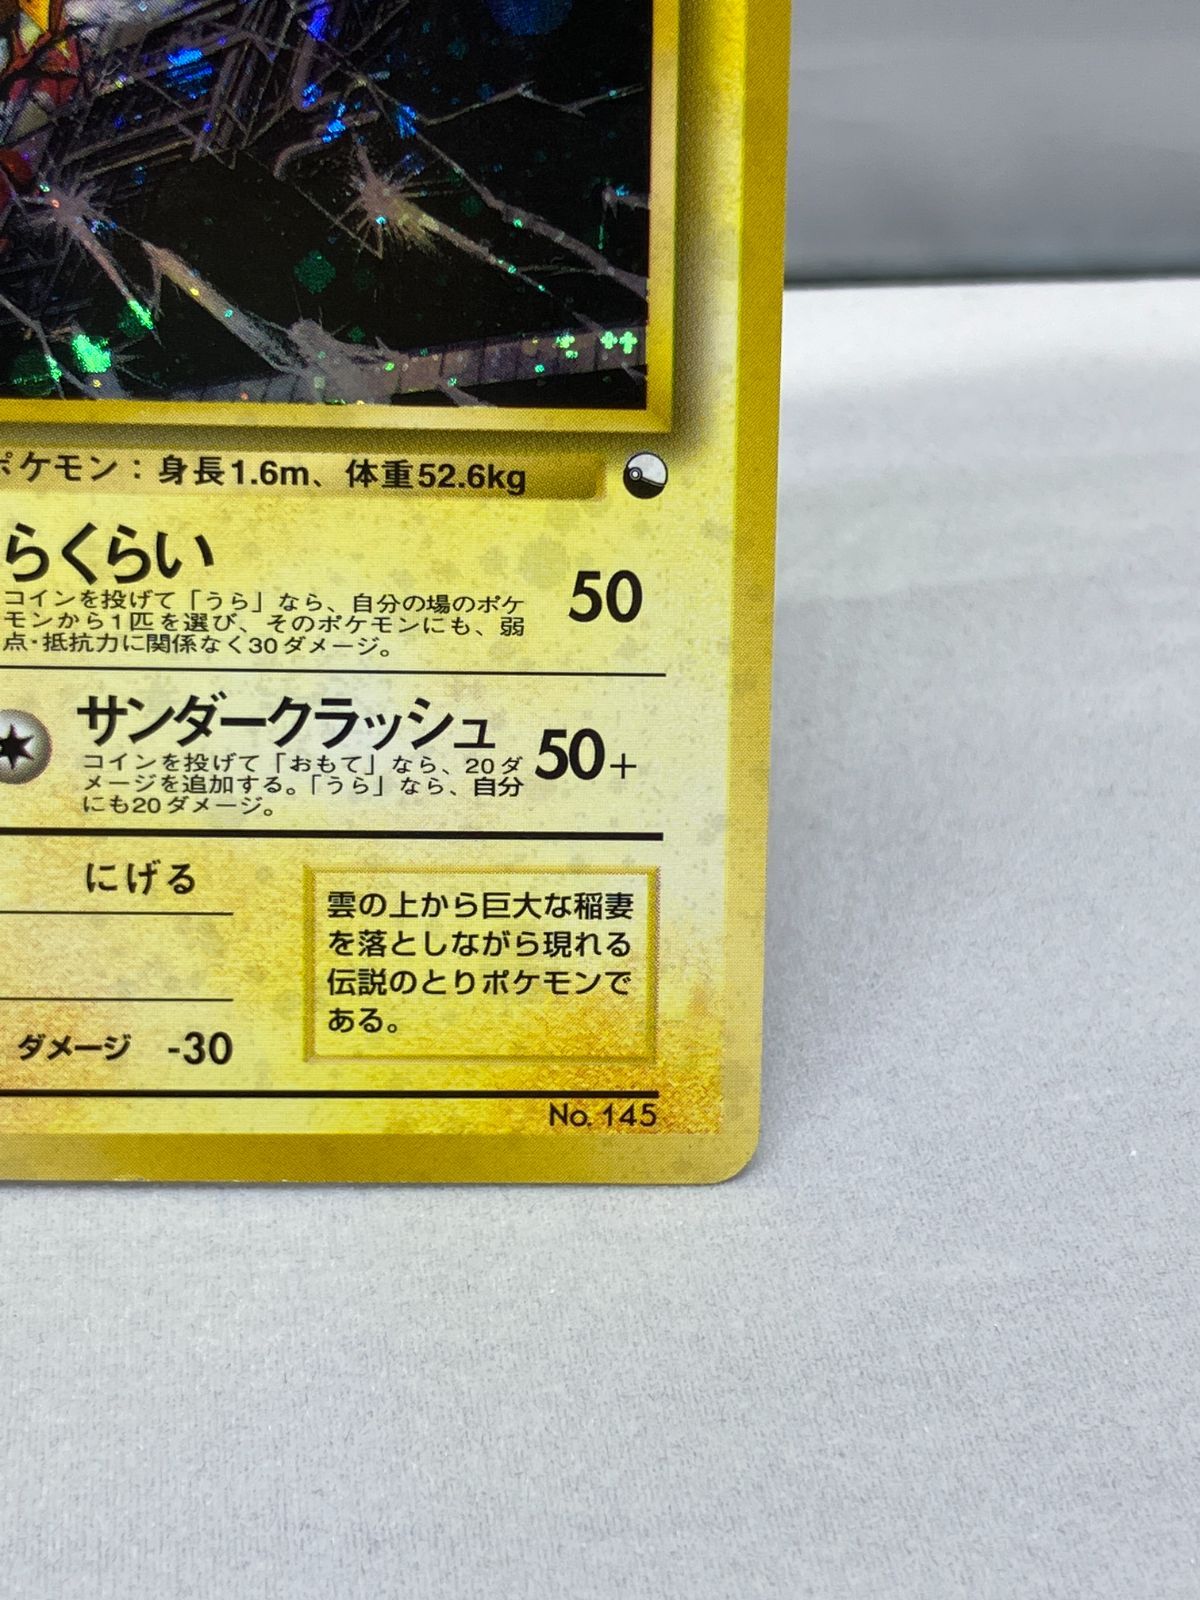 ポケモン：身長1.6m、体重52.6kg
らくらい 50
コインを投げて「うら」なら、自分の場のポケ
モンから1匹を選び、そのポケモンにも、弱
点・抵抗力に関係なく30ダメージ。
サンダークラッシュ 50+
コインを投げて「おもて」なら、20ダ
メージを追加する。「うら」なら、自分
にも20ダメージ。
にげる
ダメージ -30
雲の上から巨大な稲妻
を落としながら現れる
伝説のとりポケモンで
ある。
No. 145